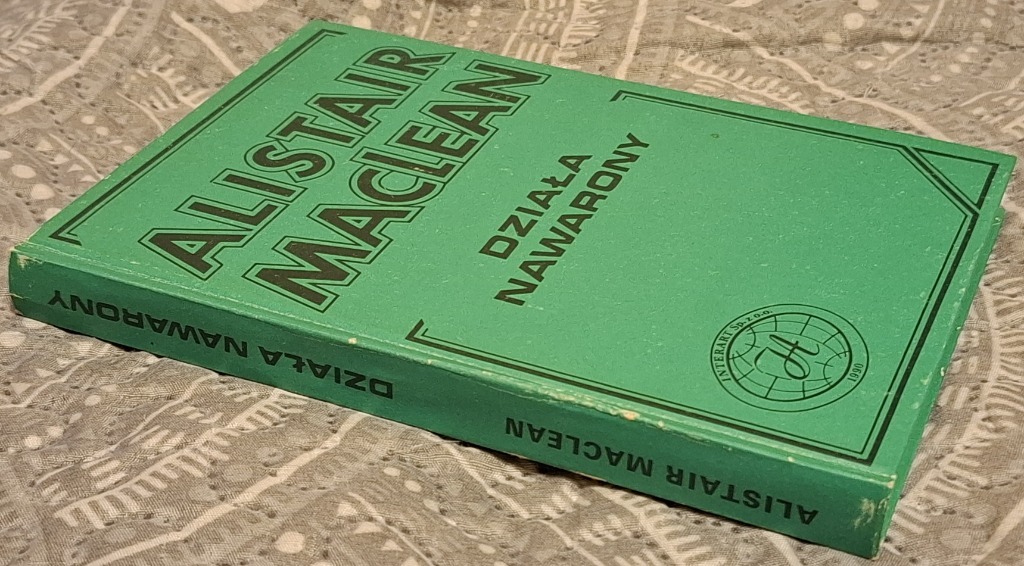 ALISTAIR
MACLEAN
DZIAŁA
NAWARONY
INTERART Sp. z o.o.
1990
ALISTAIR MACLEAN
DZIAŁA NAWARONY